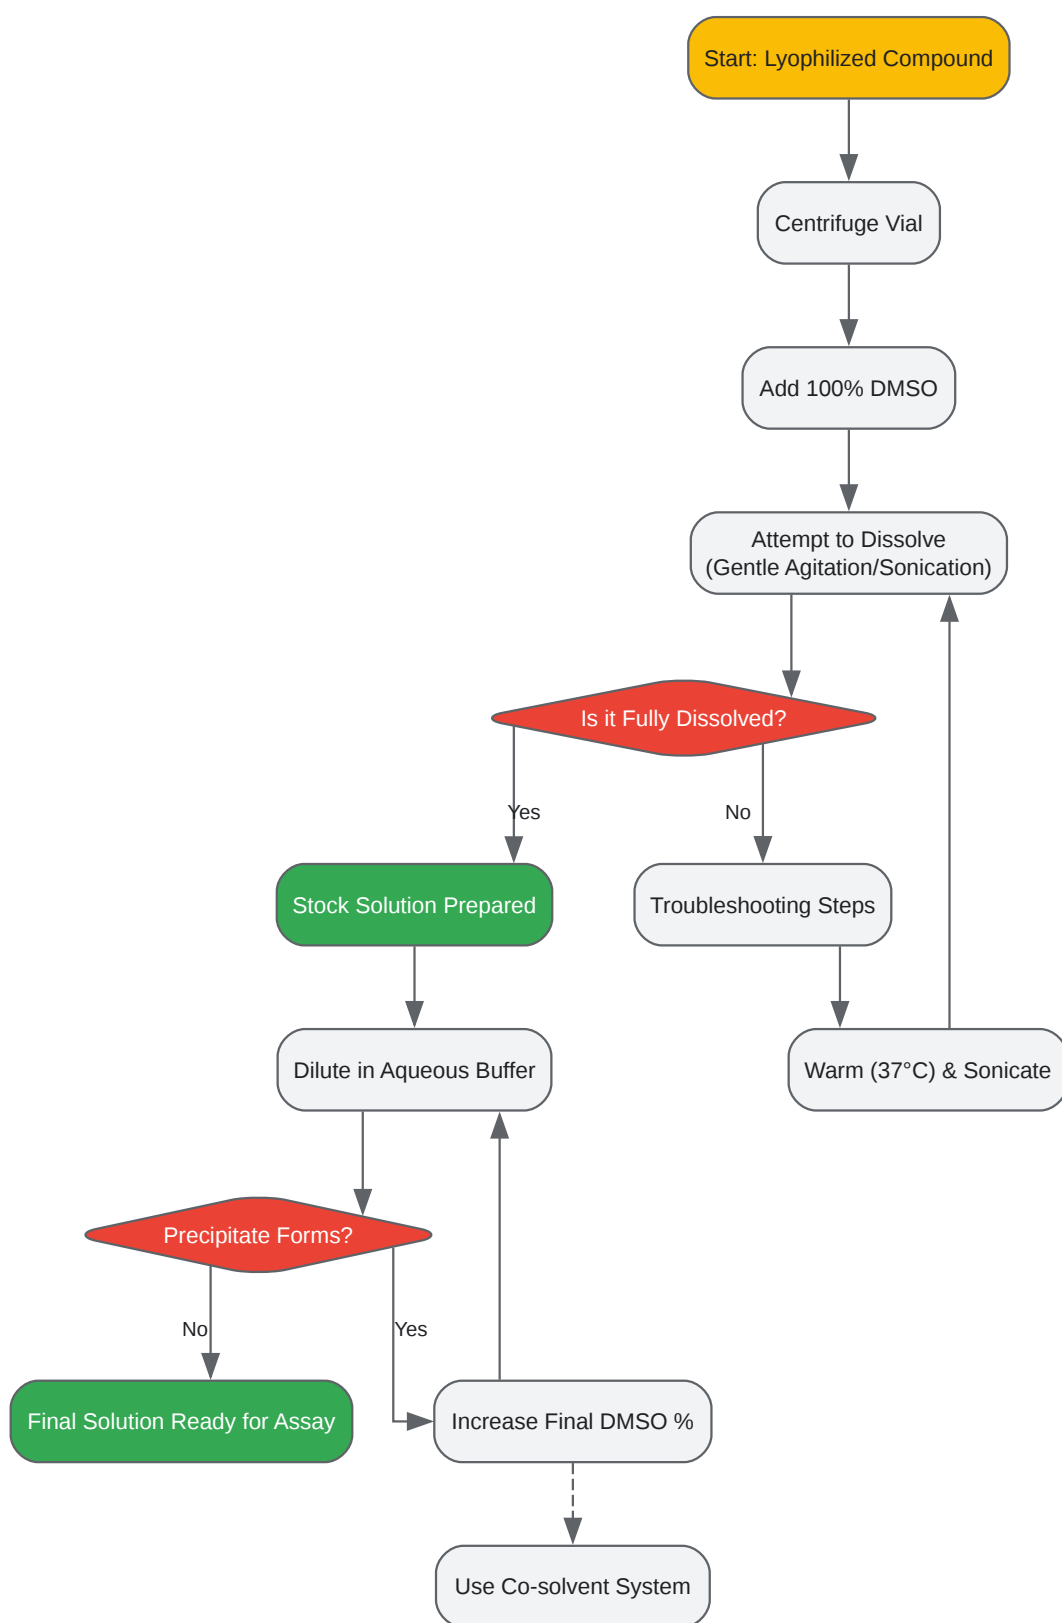 Start: Lyophilized Compound
Centrifuge Vial
Add 100% DMSO
Attempt to Dissolve
(Gentle Agitation/Sonication)
Is it Fully Dissolved?
Yes
No
Stock Solution Prepared
Troubleshooting Steps
Dilute in Aqueous Buffer
Warm (37°C) & Sonicate
Precipitate Forms?
No
Yes
Final Solution Ready for Assay
Increase Final DMSO %
Use Co-solvent System